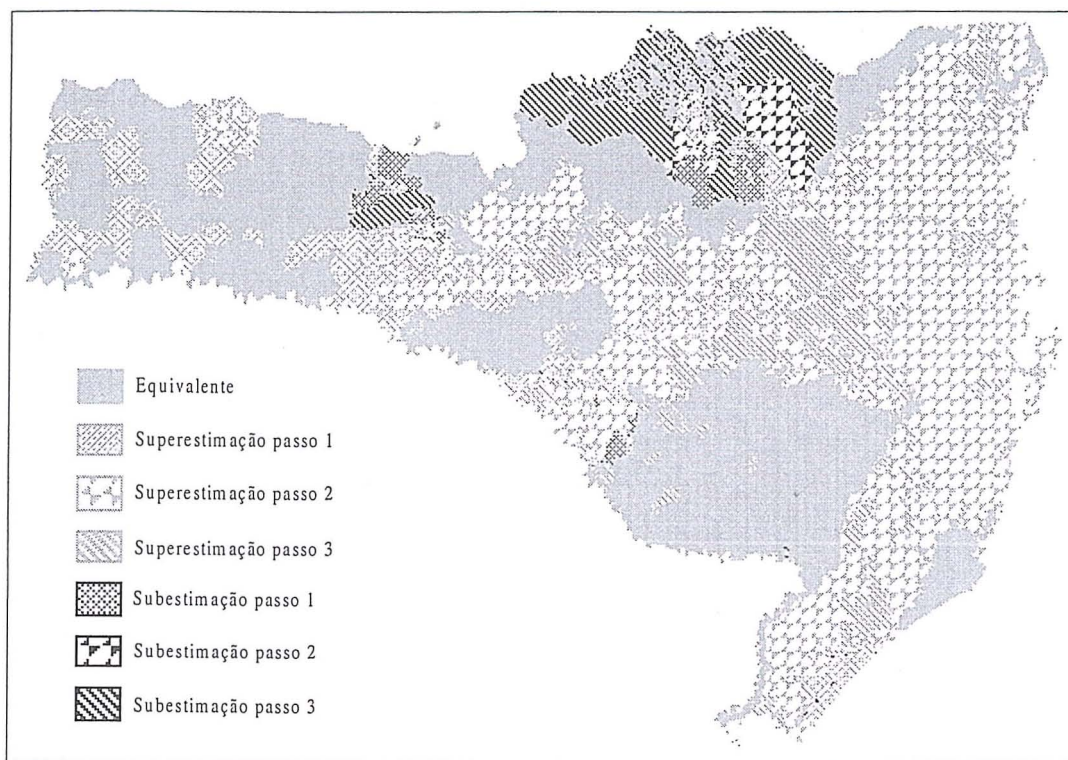 Equivalente
Superestimação passo 1
Superestimação passo 2
Superestimação passo 3
Subestimação passo 1
Subestimação passo 2
Subestimação passo 3